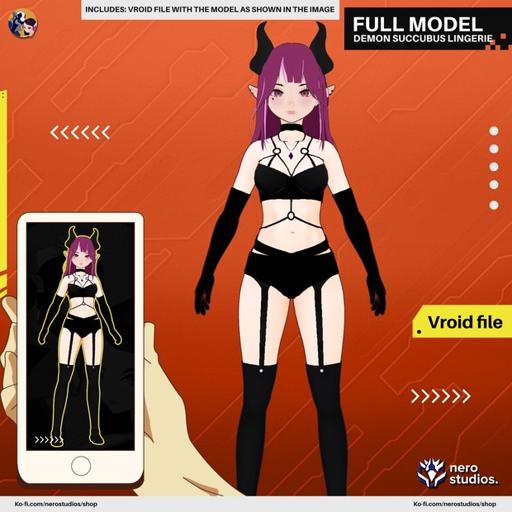 INCLUDES: VROID FILE WITH THE MODEL AS SHOWN IN THE IMAGE
FULL MODEL
DEMON SUCCUBUS LINGERIE
Vroid file
nero
studios.
Ko-fi.com/nerostudios/shop
Ko-fi.com/nerostudios/shop